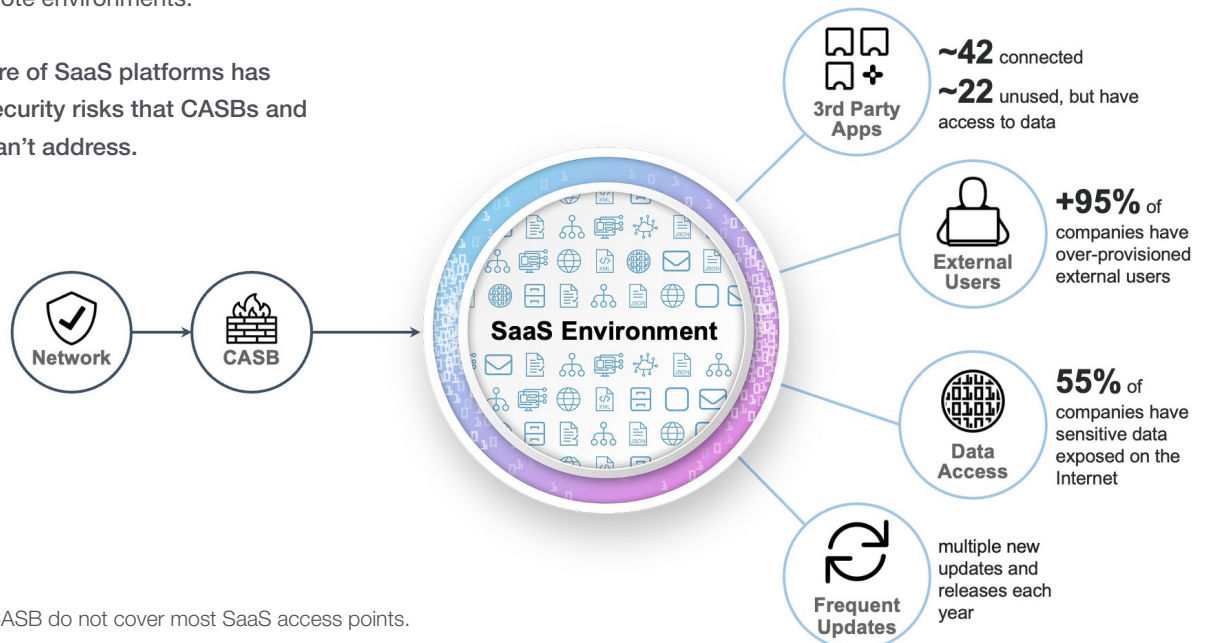 ote environments.
re of SaaS platforms has
ecurity risks that CASBs and
an't address.
Network
CASB
SaaS Environment
3rd Party
Apps
~42 connected
~22 unused, but have
access to data
External
Users
+95% of
companies have
over-provisioned
external users
Data
Access
55% of
companies have
sensitive data
exposed on the
Internet
Frequent
Updates
multiple new
updates and
releases each
year
CASB do not cover most SaaS access points.